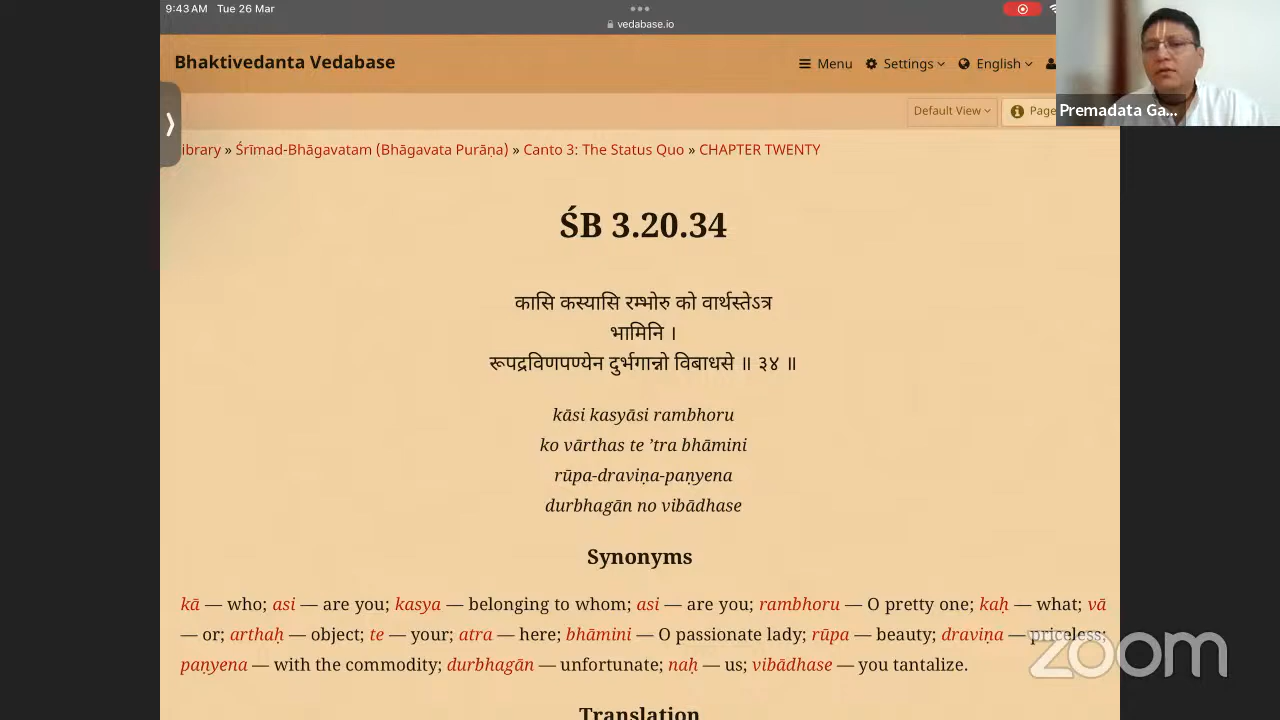 9:43 AM Tue 26 Mar
vedabase.io
Bhaktivedanta Vedabase
Menu Settings English
Default View Page
Premadata Ga...
ibrary » Śrīmad-Bhāgavatam (Bhāgavata Purāṇa) » Canto 3: The Status Quo » CHAPTER TWENTY
ŚB 3.20.34
कासि कस्यासि रम्भोरु को वार्थस्तेऽत्र
भामिनि ।
रूपद्रविणपण्येन दुर्भगान्नो विबाधसे ॥ ३४ ॥
kāsi kasyāsi rambhoru
ko vārthas te ’tra bhāmini
rūpa-draviṇa-paṇyena
durbhagān no vibādhase
Synonyms
kā — who; asi — are you; kasya — belonging to whom; asi — are you; rambhoru — O pretty one; kaḥ — what; vā
— or; arthaḥ — object; te — your; atra — here; bhāmini — O passionate lady; rūpa — beauty; draviṇa — priceless;
paṇyena — with the commodity; durbhagān — unfortunate; naḥ — us; vibādhase — you tantalize.
zoom
Translation